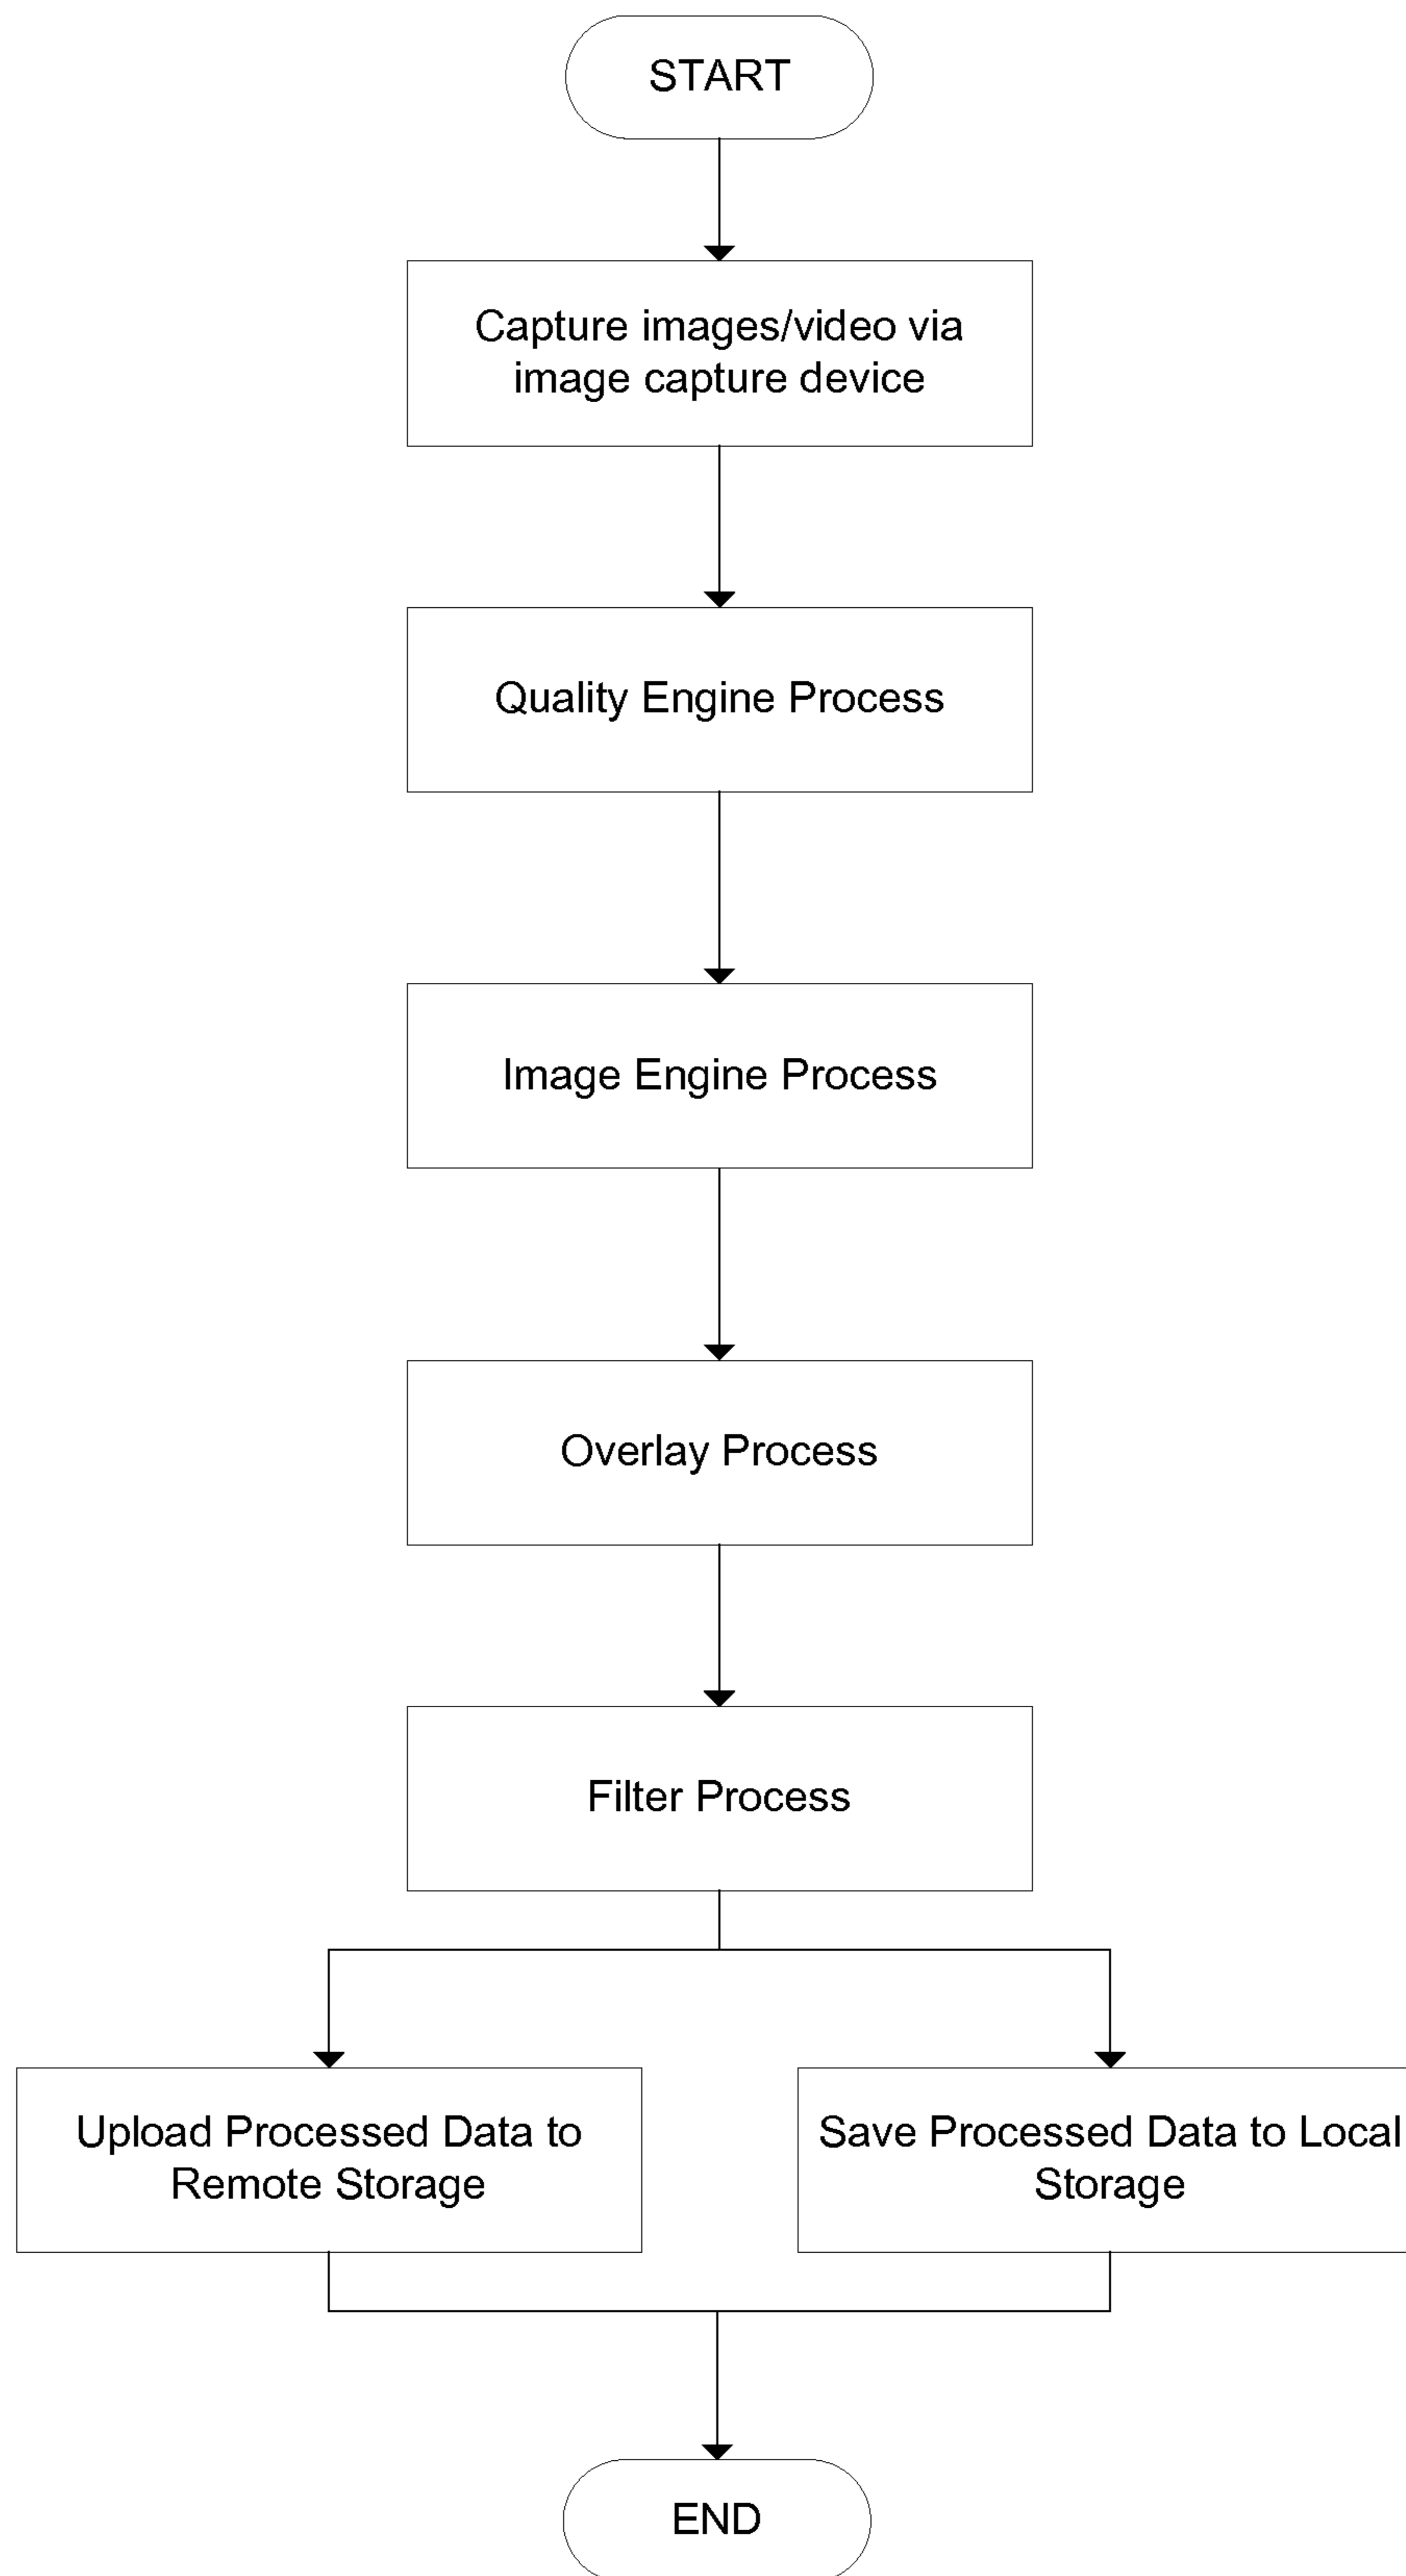 START
Capture images/video via
image capture device
Quality Engine Process
Image Engine Process
Overlay Process
Filter Process
Upload Processed Data to
Remote Storage
Save Processed Data to Local
Storage
END